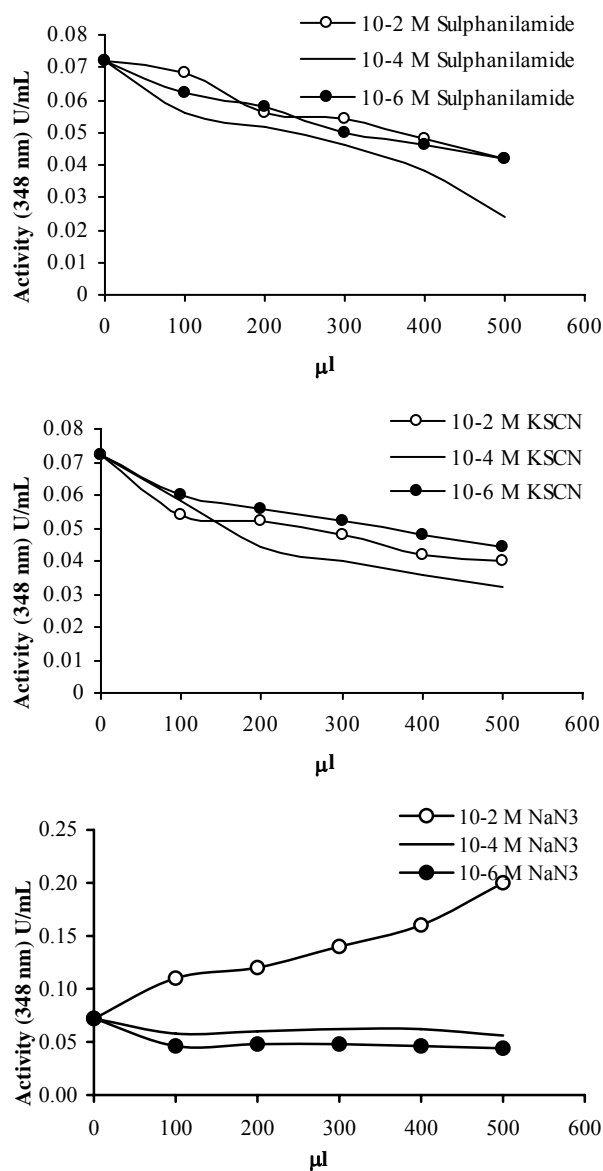 10-2 M Sulphanilamide
10-4 M Sulphanilamide
10-6 M Sulphanilamide
Activity (348 nm) U/mL
0.08
0.07
0.06
0.05
0.04
0.03
0.02
0.01
0
0 100 200 300 400 500 600
µl
10-2 M KSCN
10-4 M KSCN
10-6 M KSCN
Activity (348 nm) U/mL
0.08
0.07
0.06
0.05
0.04
0.03
0.02
0.01
0
0 100 200 300 400 500 600
µl
10-2 M NaN3
10-4 M NaN3
10-6 M NaN3
Activity (348 nm) U/mL
0.25
0.20
0.15
0.10
0.05
0.00
0 100 200 300 400 500 600
µl